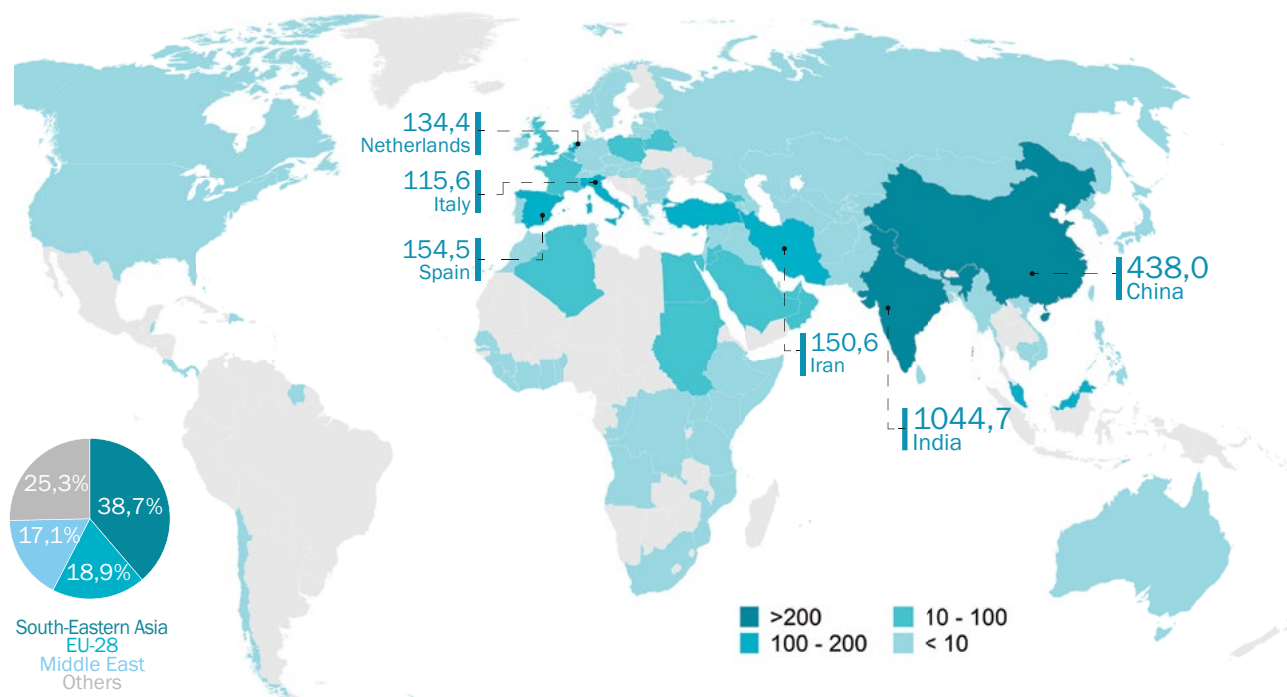 134,4
Netherlands
115,6
Italy
154,5
Spain
438,0
China
150,6
Iran
1044,7
India
25,3%
38,7%
17,1%
18,9%
South-Eastern Asia
EU-28
Middle East
Others
>200
10 - 100
100 - 200
< 10